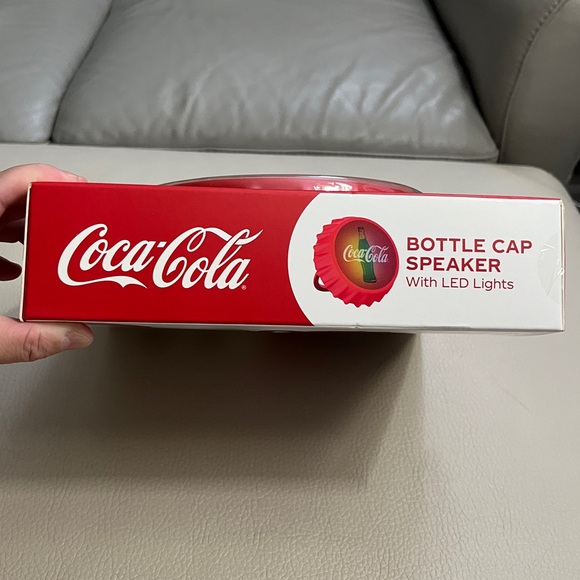 Coca-Cola®
Coca-Cola
BOTTLE CAP
SPEAKER
With LED Lights